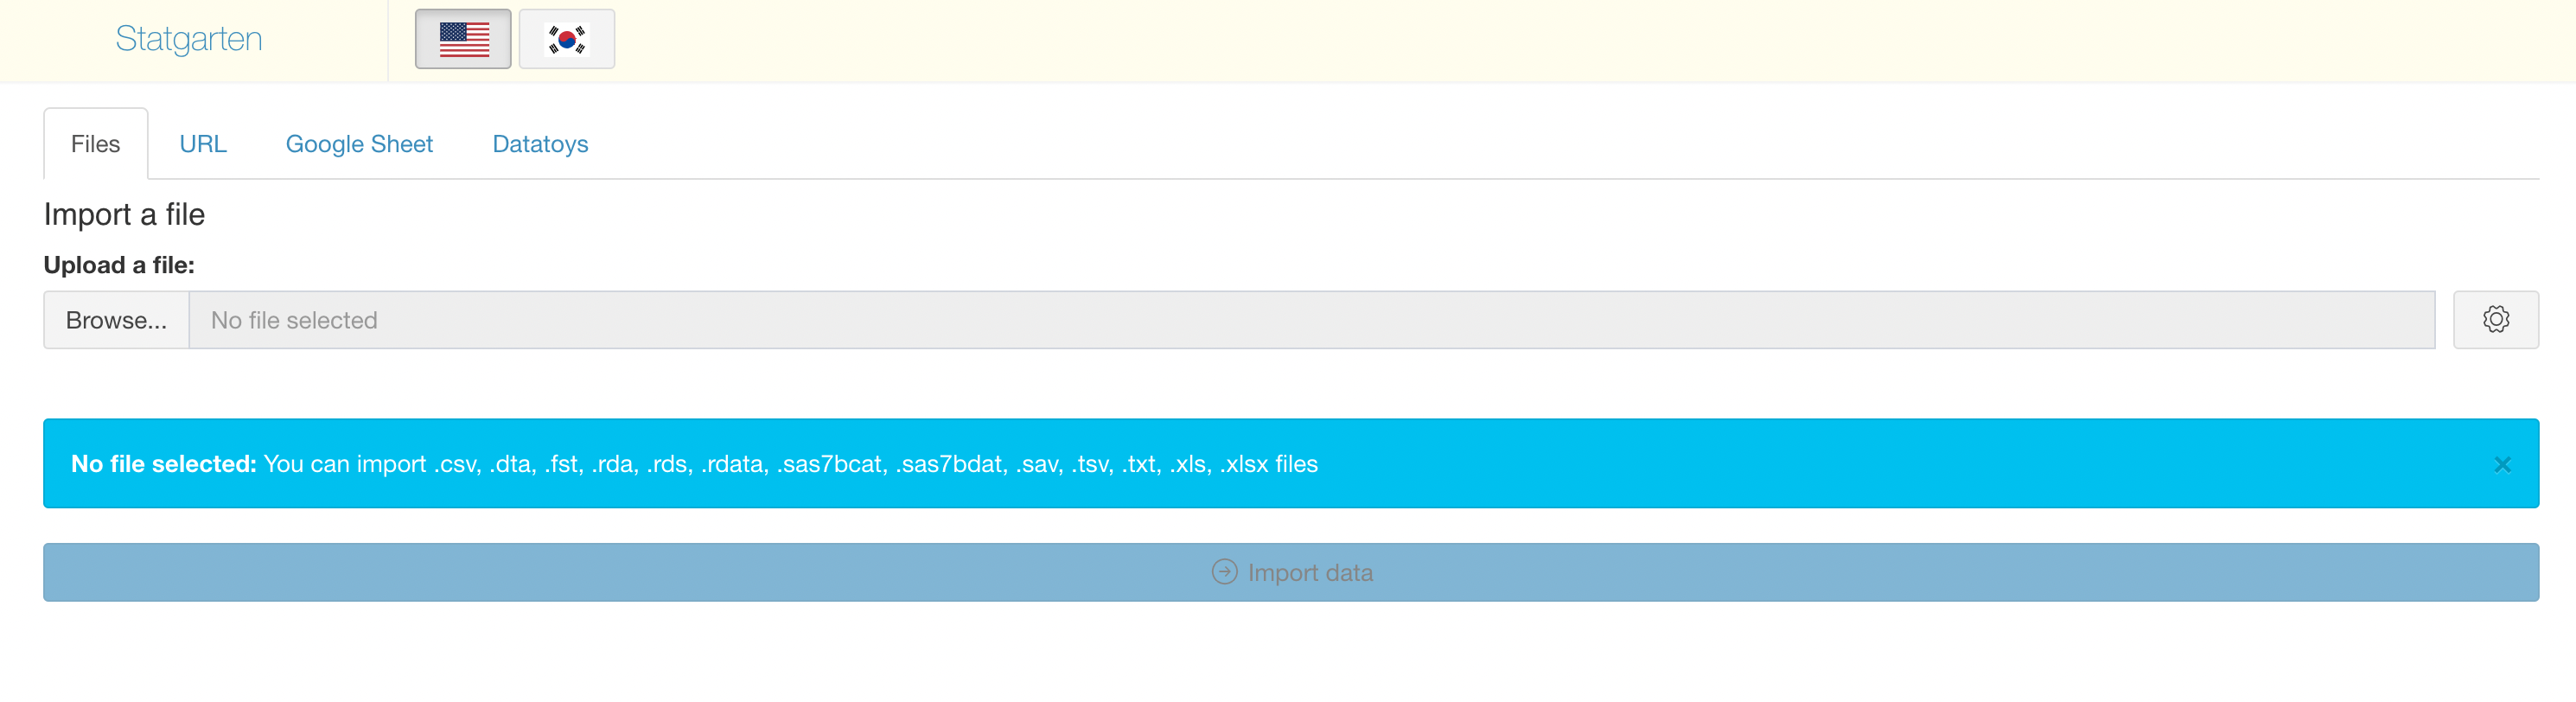 Statgarten
Files URL Google Sheet Datatoys
Import a file
Upload a file:
Browse... No file selected
No file selected: You can import .csv, .dta, .fst, .rda, .rds, .rdata, .sas7bcat, .sas7bdat, .sav, .tsv, .txt, .xls, .xlsx files ×
Import data